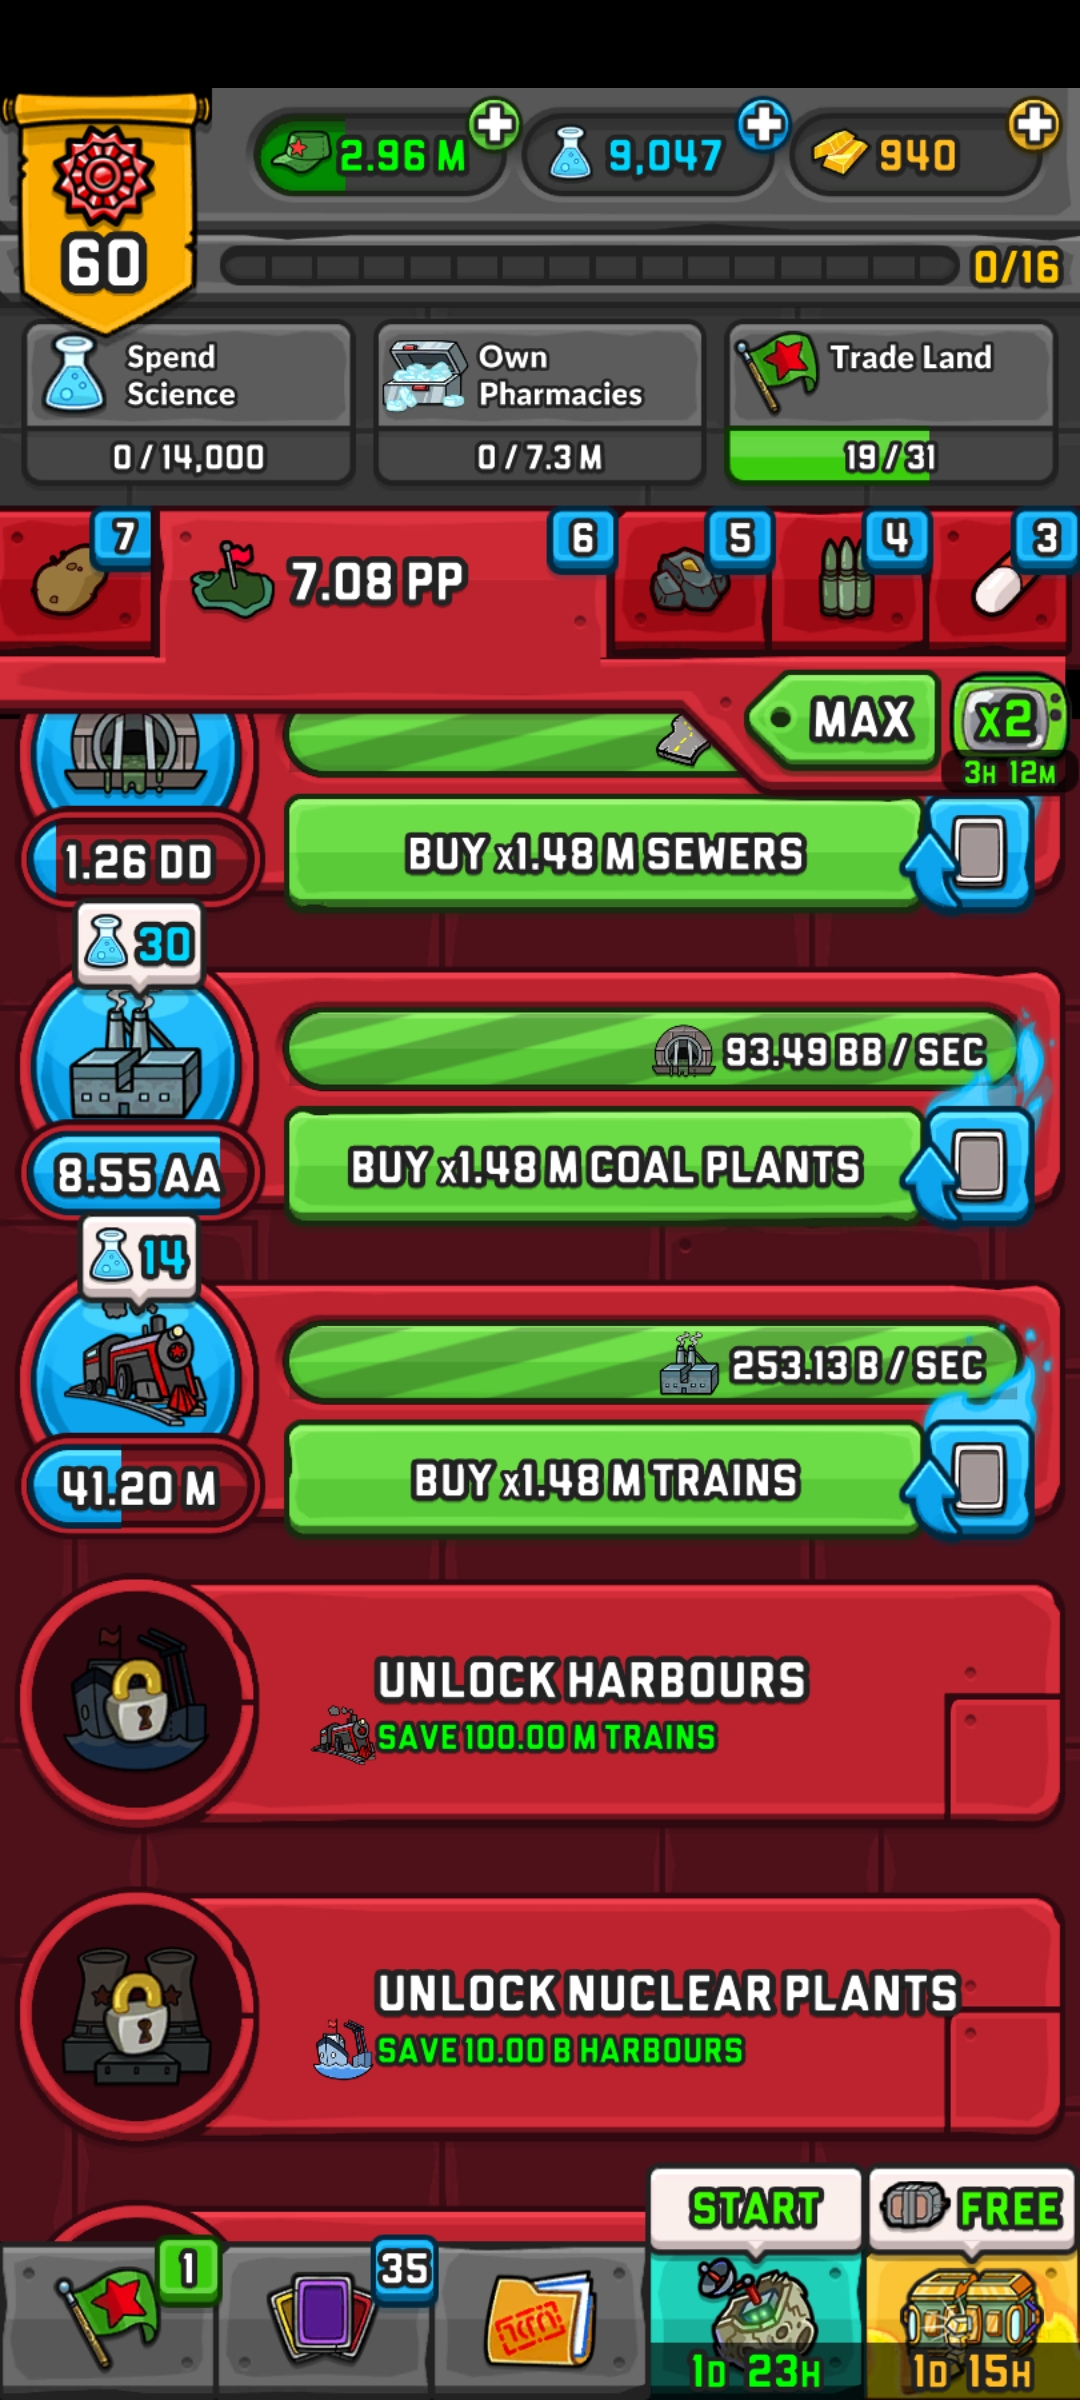 2.96 M
9,047
940
60
0/16
Spend
Science
0/14,000
Own
Pharmacies
0/7.3 M
Trade Land
19/31
7
7.08 PP
6
5
4
3
MAX
x2
3H 12M
1.26 DD
BUY x1.48 M SEWERS
30
93.49 BB / SEC
8.55 AA
BUY x1.48 M COAL PLANTS
14
253.13 B / SEC
41.20 M
BUY x1.48 M TRAINS
UNLOCK HARBOURS
SAVE 100.00 M TRAINS
UNLOCK NUCLEAR PLANTS
SAVE 10.00 B HARBOURS
START
FREE
1
35
1D 23H
1D 15H